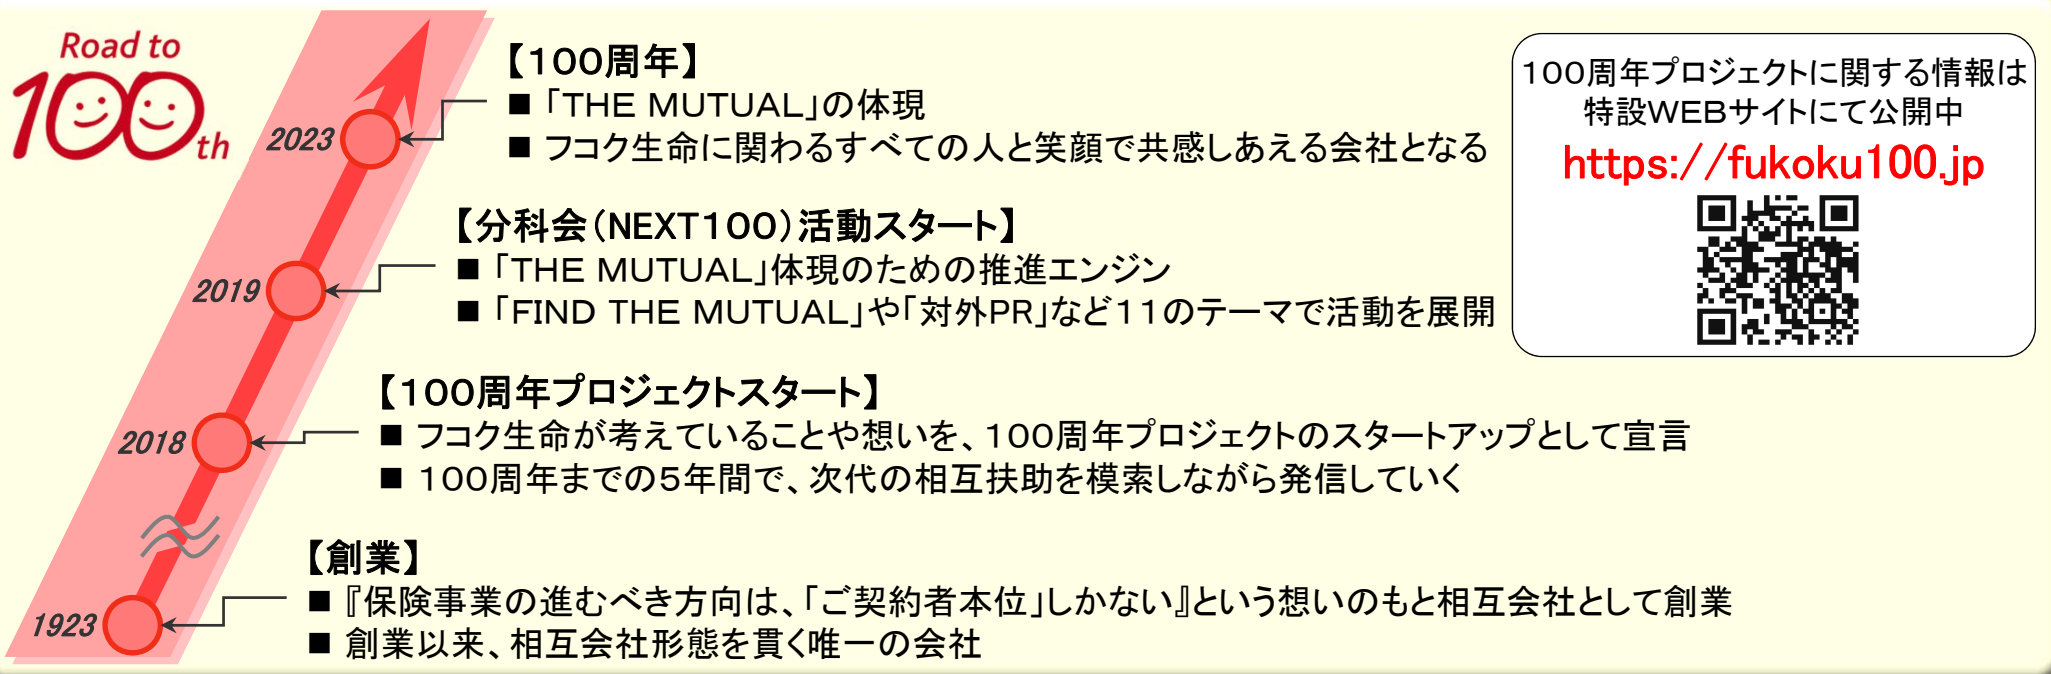 Road to
100th
【100周年】
2023
■ 「THE MUTUAL」の体現
■ フコク生命に関わるすべての人と笑顔で共感しあえる会社となる
【分科会(NEXT100)活動スタート】
2019
■ 「THE MUTUAL」体現のための推進エンジン
■ 「FIND THE MUTUAL」や「対外PR」など11のテーマで活動を展開
【100周年プロジェクトスタート】
2018
■ フコク生命が考えていることや想いを、100周年プロジェクトのスタートアップとして宣言
■ 100周年までの5年間で、次代の相互扶助を模索しながら発信していく
【創業】
1923
■ 『保険事業の進むべき方向は、「ご契約者本位」しかない』という想いのもと相互会社として創業
■ 創業以来、相互会社形態を貫く唯一の会社
100周年プロジェクトに関する情報は
特設WEBサイトにて公開中
https://fukoku100.jp